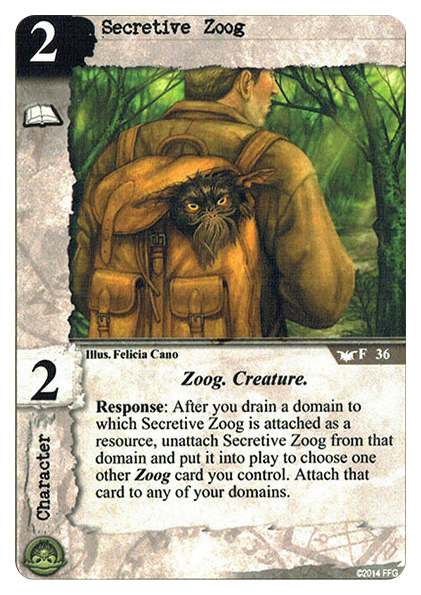 2
Secretive Zoog
Illus. Felicia Cano
F 36
2
Zoog. Creature.
Response: After you drain a domain to
which Secretive Zoog is attached as a
resource, unattach Secretive Zoog from that
domain and put it into play to choose one
other Zoog card you control. Attach that
card to any of your domains.
Character
©2014 FFG